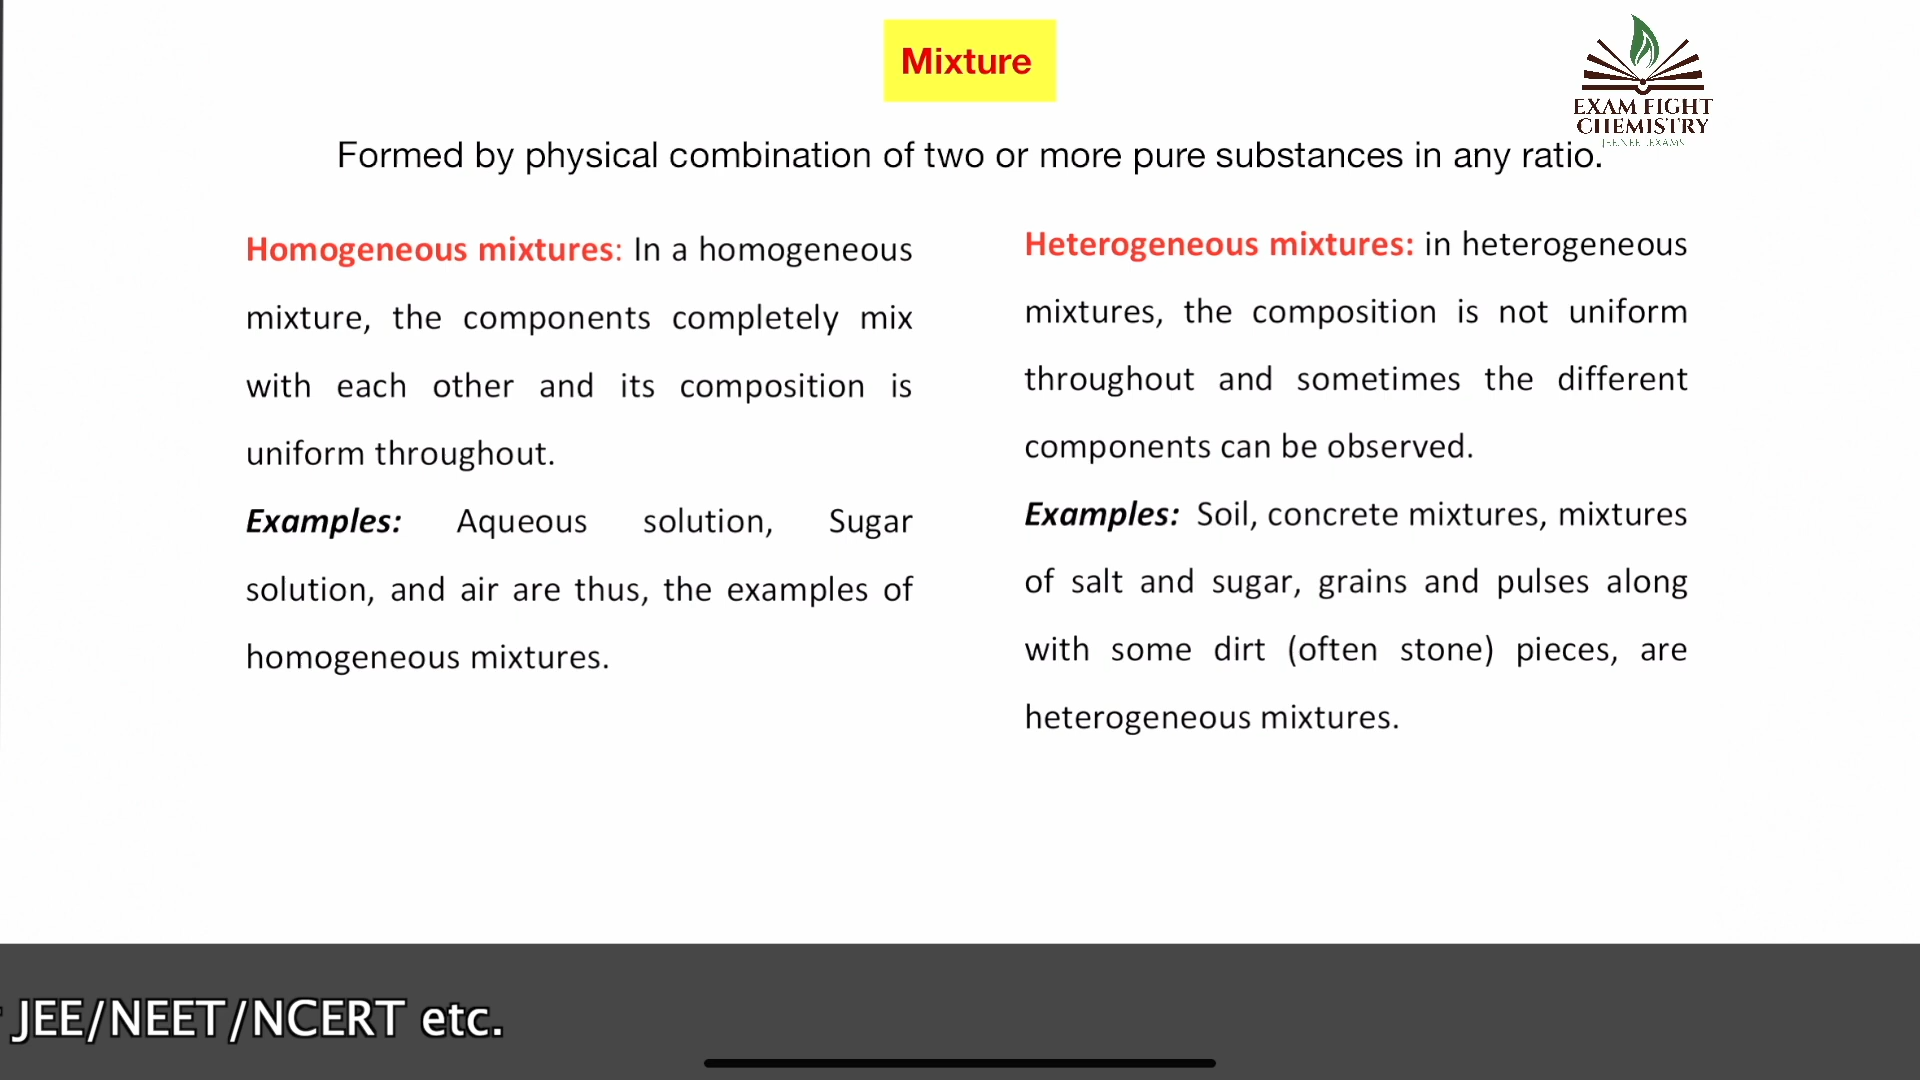 Mixture
EXAM FIGHT
CHEMISTRY
Formed by physical combination of two or more pure substances in any ratio.
Homogeneous mixtures: In a homogeneous
mixture, the components completely mix
with each other and its composition is
uniform throughout.
Examples: Aqueous solution, Sugar
solution, and air are thus, the examples of
homogeneous mixtures.
Heterogeneous mixtures: in heterogeneous
mixtures, the composition is not uniform
throughout and sometimes the different
components can be observed.
Examples: Soil, concrete mixtures, mixtures
of salt and sugar, grains and pulses along
with some dirt (often stone) pieces, are
heterogeneous mixtures.
JEE/NEET/NCERT etc.